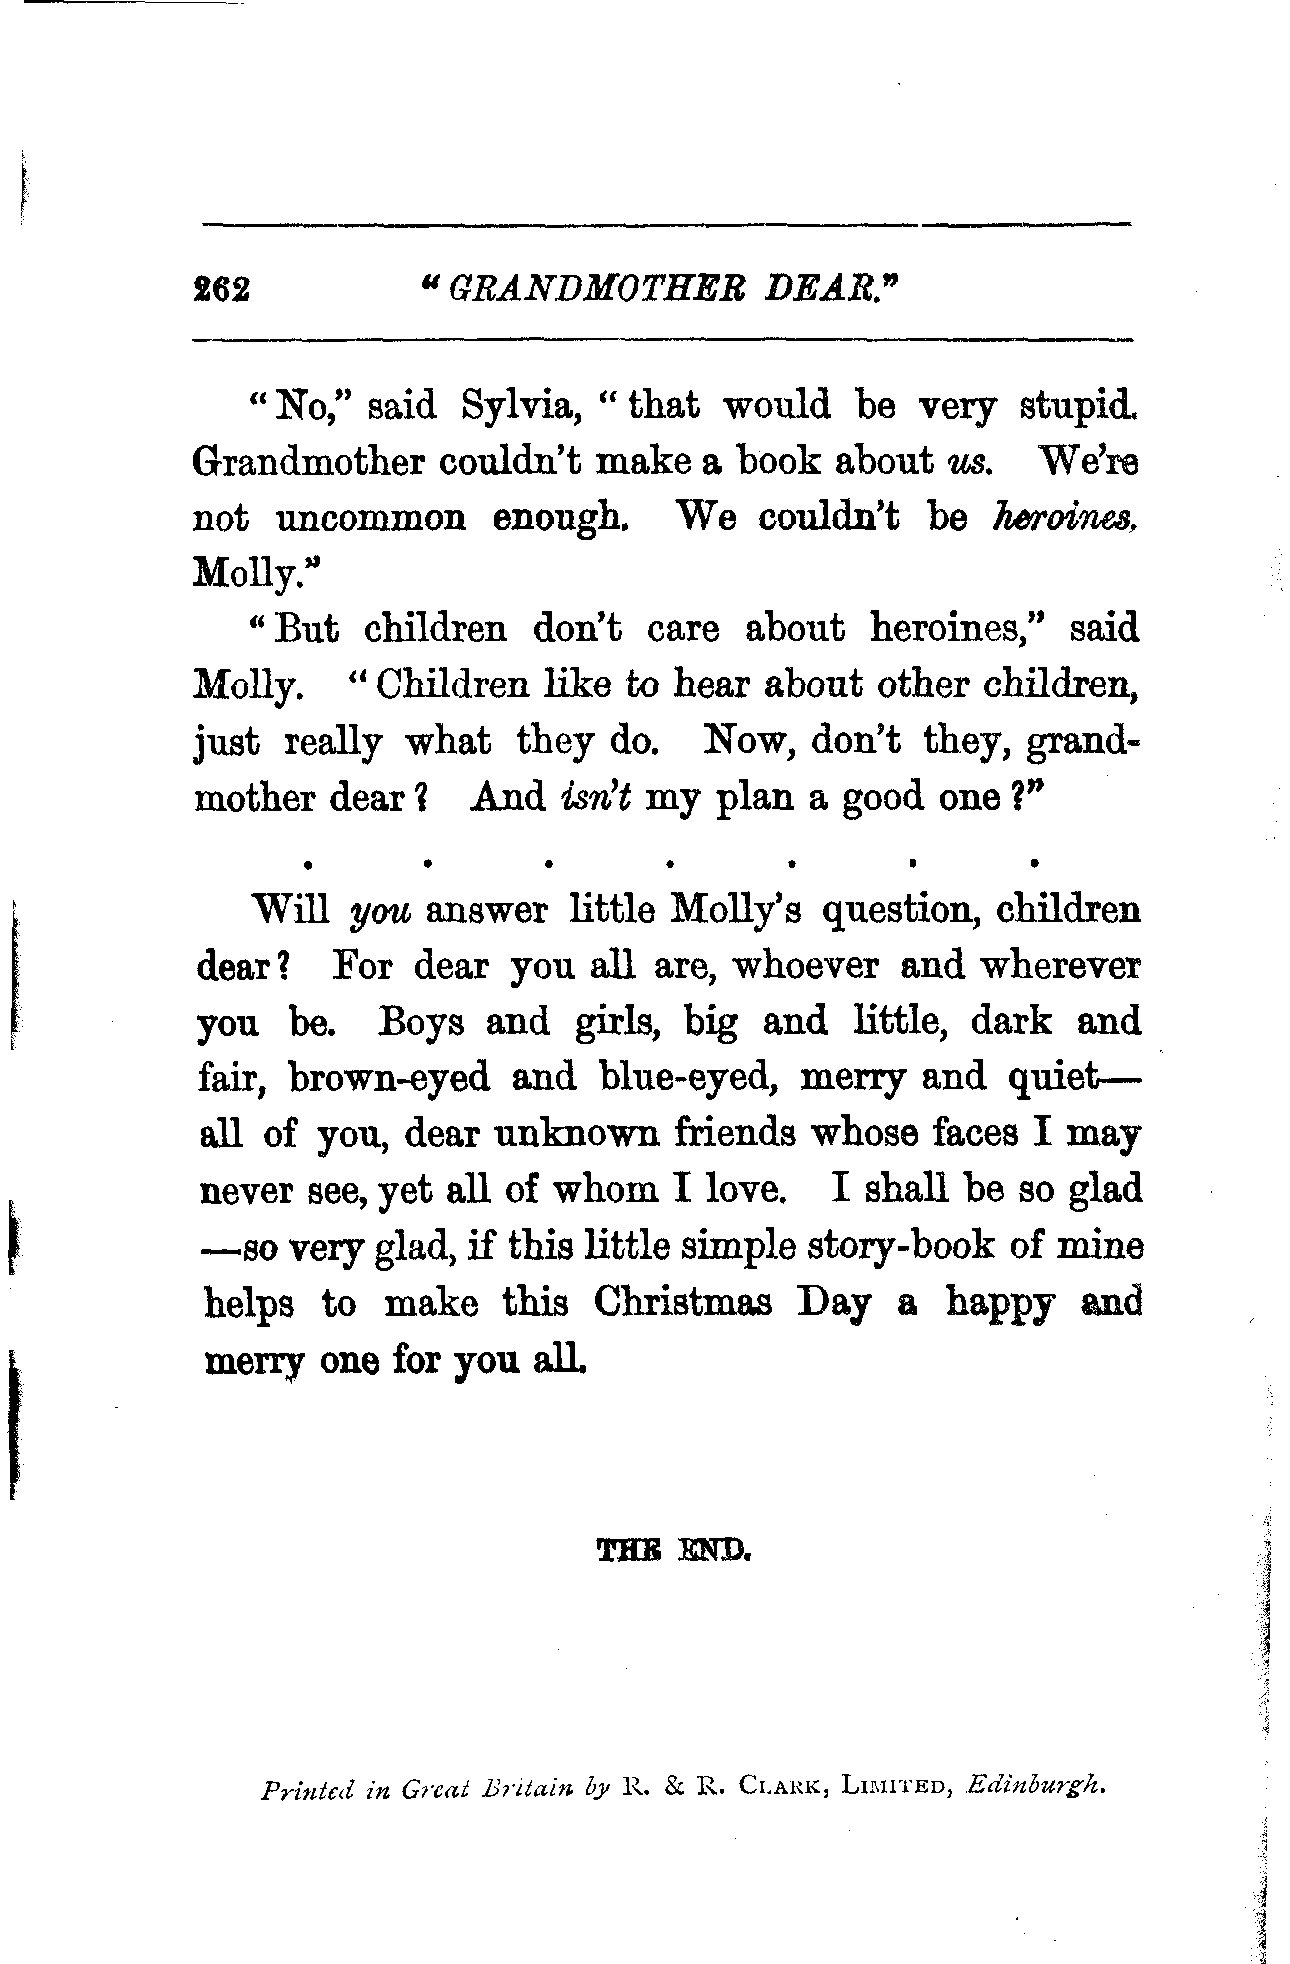 262 "GRANDMOTHER DEAR."
"No," said Sylvia, "that would be very stupid.
Grandmother couldn't make a book about us. We're
not uncommon enough. We couldn't be heroines,
Molly."
"But children don't care about heroines," said
Molly. "Children like to hear about other children,
just really what they do. Now, don't they, grand-
mother dear? And isn't my plan a good one?"
. . . . . . .
Will you answer little Molly's question, children
dear? For dear you all are, whoever and wherever
you be. Boys and girls, big and little, dark and
fair, brown-eyed and blue-eyed, merry and quiet—
all of you, dear unknown friends whose faces I may
never see, yet all of whom I love. I shall be so glad
—so very glad, if this little simple story-book of mine
helps to make this Christmas Day a happy and
merry one for you all.
THE END.
Printed in Great Britain by R. & R. CLARK, LIMITED, Edinburgh.